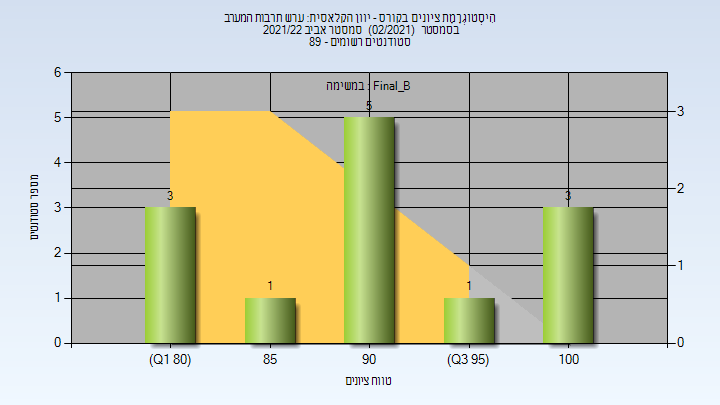 הִיסְטוֹגְרַמַת ציונים בקורס - יוון הקלאסית: ערש תרבות המערב
בסמסטר (02/2021) סמסטר אביב 2021/22
סטודנטים רשומים - 89
במשימה : Final_B
6
5
4
3
2
1
0
3
2
1
0
3
1
5
1
3
(Q1 80)
85
90
(Q3 95)
100
מספר סטודנטים
טווח ציונים